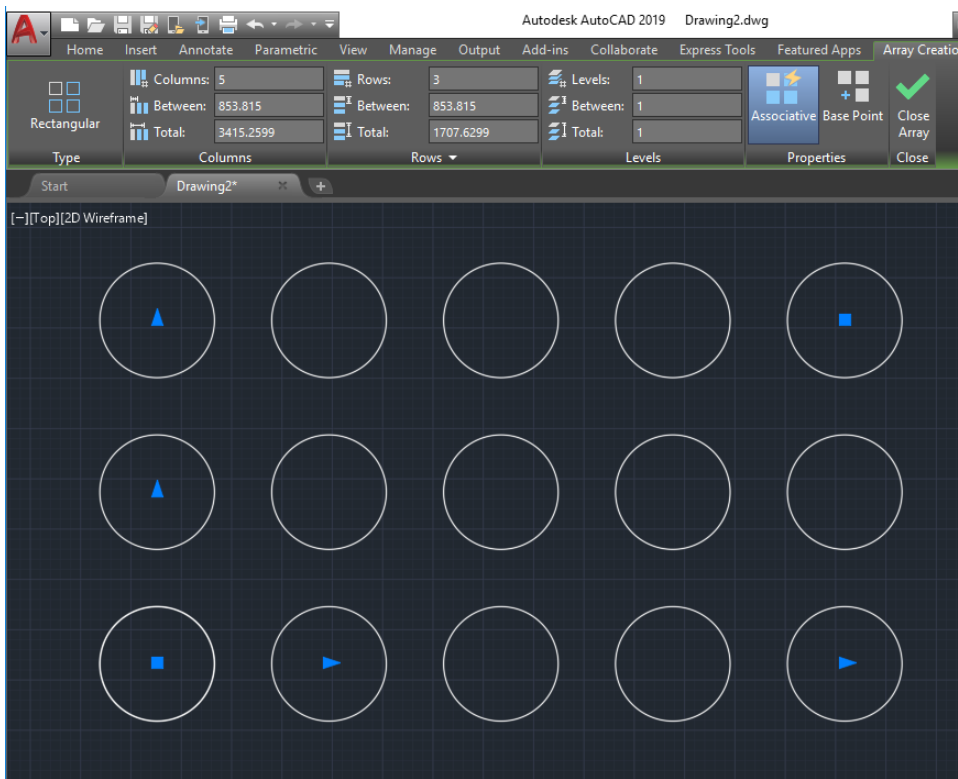 Autodesk AutoCAD 2019 Drawing2.dwg
Home Insert Annotate Parametric View Manage Output Add-ins Collaborate Express Tools Featured Apps Array Creatio
Columns: 5 Rows: 3 Levels: 1
Between: 853.815 Between: 853.815 Between: 1
Total: 3415.2599 Total: 1707.6299 Total: 1
Rectangular Associative Base Point Close
Array
Type Columns Rows Levels Properties Close
Start Drawing2* +
[−][Top][2D Wireframe]